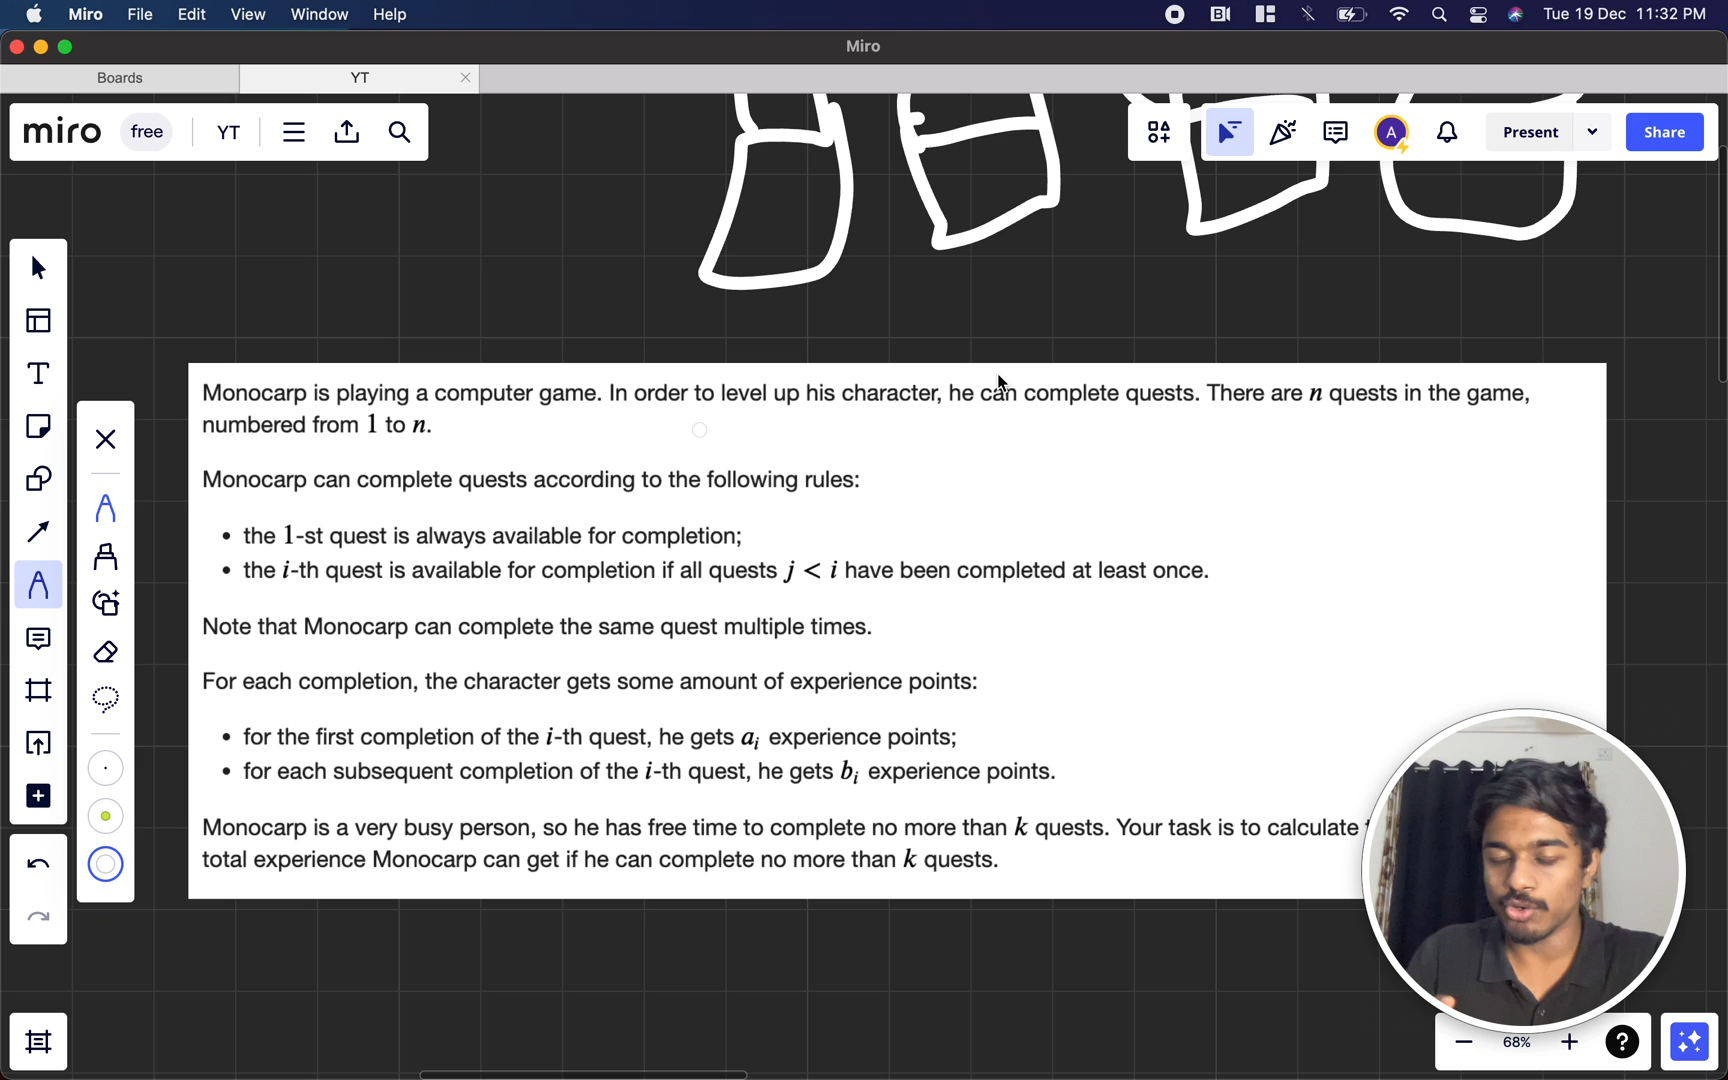 Miro File Edit View Window Help
Tue 19 Dec 11:32 PM
Miro
Boards
YT
miro free YT
A
Present
Share
Monocarp is playing a computer game. In order to level up his character, he can complete quests. There are n quests in the game,
numbered from 1 to n.
Monocarp can complete quests according to the following rules:
• the 1-st quest is always available for completion;
• the i-th quest is available for completion if all quests j < i have been completed at least once.
Note that Monocarp can complete the same quest multiple times.
For each completion, the character gets some amount of experience points:
• for the first completion of the i-th quest, he gets aᵢ experience points;
• for each subsequent completion of the i-th quest, he gets bᵢ experience points.
Monocarp is a very busy person, so he has free time to complete no more than k quests. Your task is to calculate
total experience Monocarp can get if he can complete no more than k quests.
68%
?